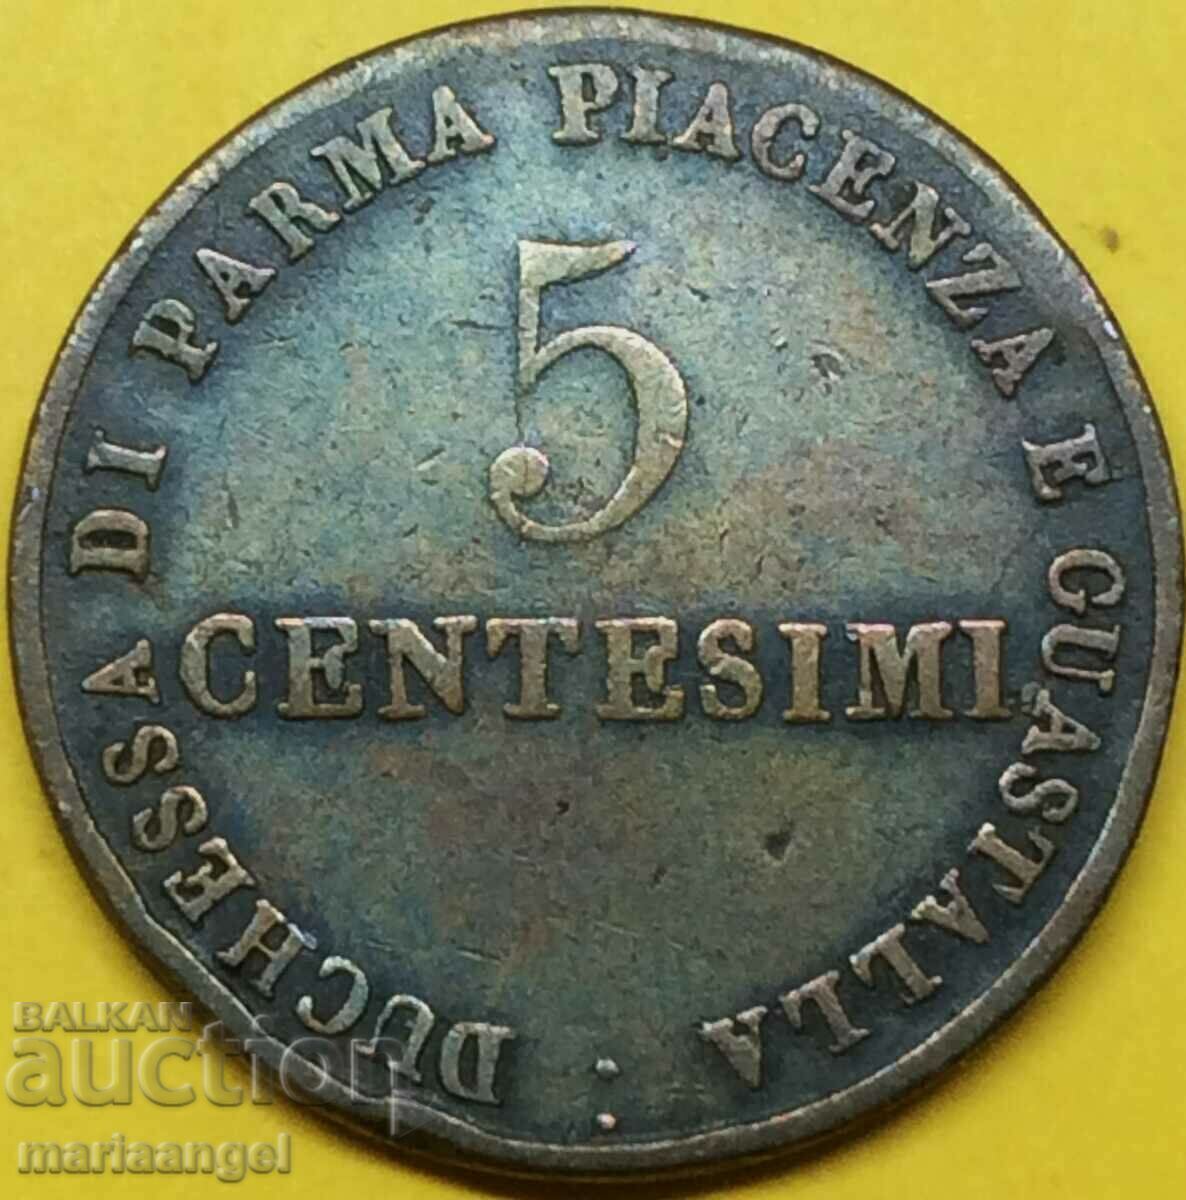 DUCHESSA DI PARMA PIACENZA E GUASTALLA
5
CENTESIMI
BALKAN
auction
mariaangel